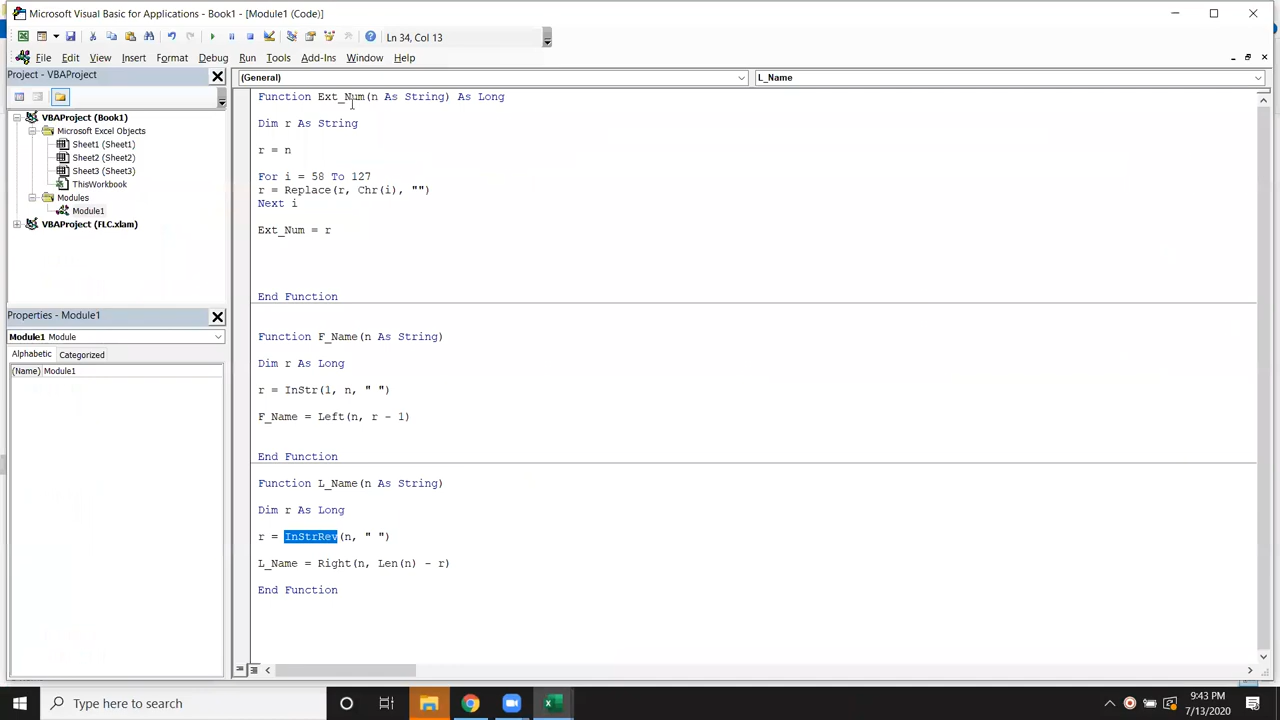 Microsoft Visual Basic for Applications - Book1 - [Module1 (Code)]
Ln 34, Col 13
File Edit View Insert Format Debug Run Tools Add-Ins Window Help
Project - VBAProject
(General)
L_Name
VBAProject (Book1)
Microsoft Excel Objects
Sheet1 (Sheet1)
Sheet2 (Sheet2)
Sheet3 (Sheet3)
ThisWorkbook
Modules
Module1
VBAProject (FLC.xlam)
Properties - Module1
Module1 Module
Alphabetic Categorized
(Name) Module1
Function Ext_Num(n As String) As Long
Dim r As String
r = n
For i = 58 To 127
r = Replace(r, Chr(i), "")
Next i
Ext_Num = r
End Function
Function F_Name(n As String)
Dim r As Long
r = InStr(1, n, " ")
F_Name = Left(n, r - 1)
End Function
Function L_Name(n As String)
Dim r As Long
r = InStrRev(n, " ")
L_Name = Right(n, Len(n) - r)
End Function
Type here to search
9:43 PM
7/13/2020